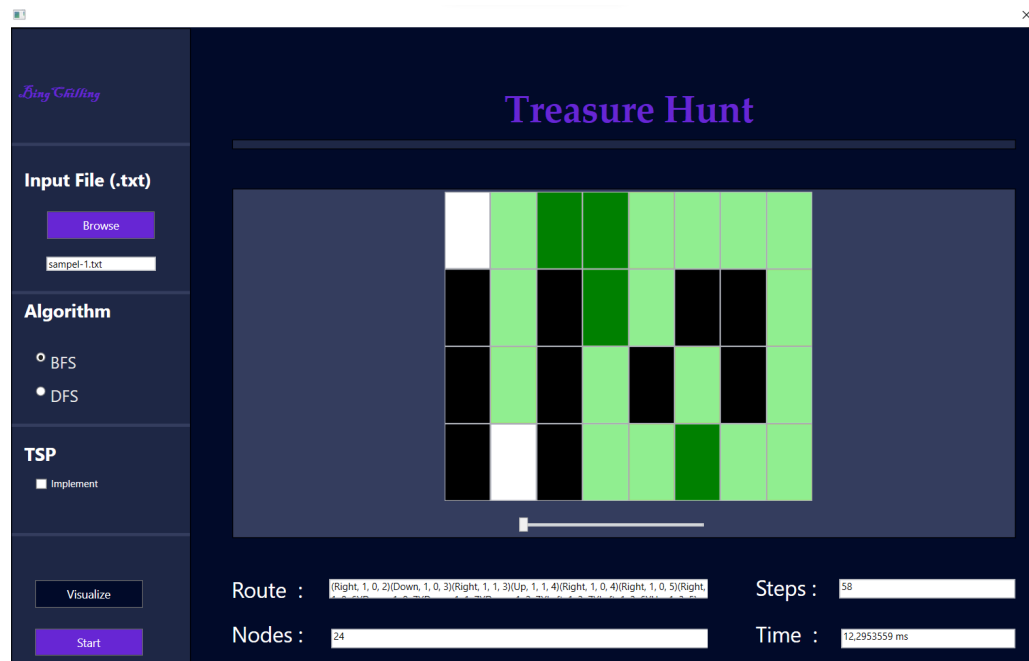 BingChilling
Treasure Hunt
Input File (.txt)
Browse
sampel-1.txt
Algorithm
BFS
DFS
TSP
Implement
Visualize
Start
Route :
(Right, 1, 0, 2)(Down, 1, 0, 3)(Right, 1, 1, 3)(Up, 1, 1, 4)(Right, 1, 0, 4)(Right, 1, 0, 5)(Right,
Steps :
58
Nodes :
24
Time :
12,2953559 ms